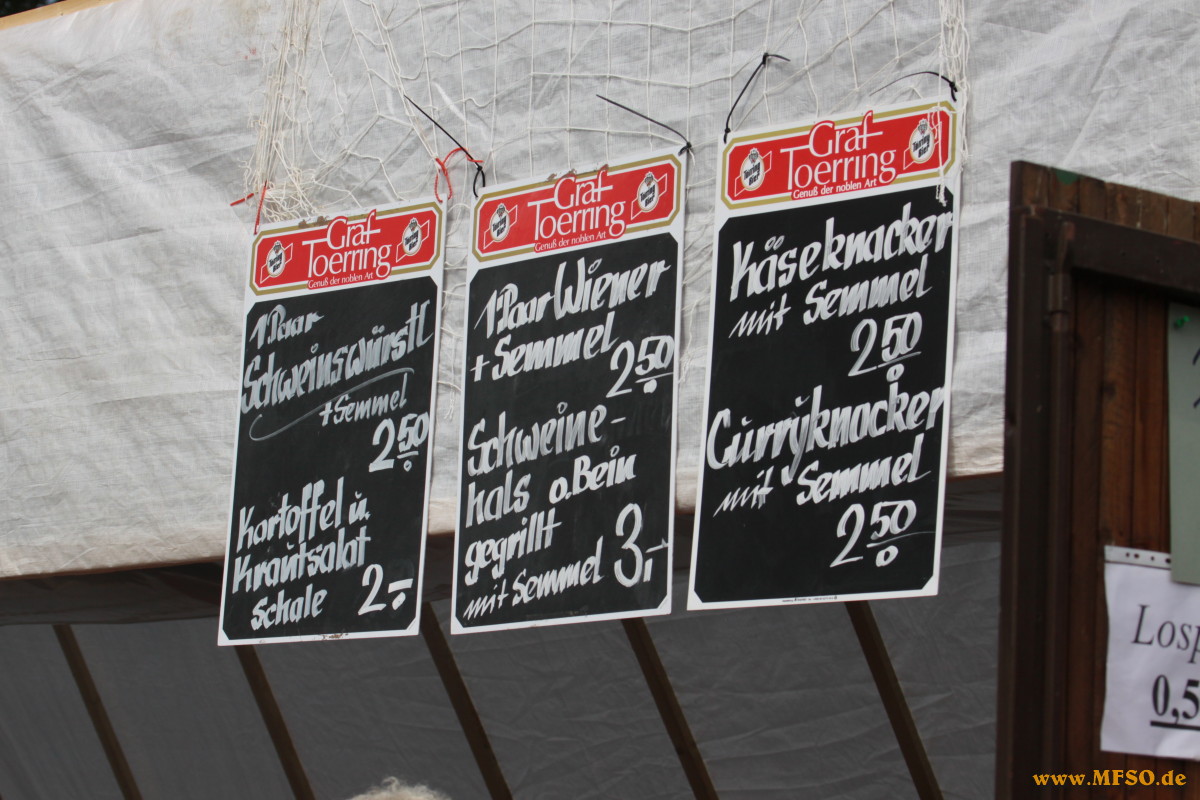 Graf
Toerring
Genuß der noblen Art
1 Paar
Schweinswürstl
+ Semmel
2 50
Kartoffel u.
Krautsalat
Schale 2.-
Graf
Toerring
Genuß der noblen Art
1 Paar Wiener
+ Semmel
2 50
Schweine-
hals o. Bein
gegrillt
mit Semmel 3,-
Graf
Toerring
Genuß der noblen Art
Käseknacker
mit Semmel
2 50
Curryknacker
mit Semmel
2 50
Losp
0,5
www.MFSO.de